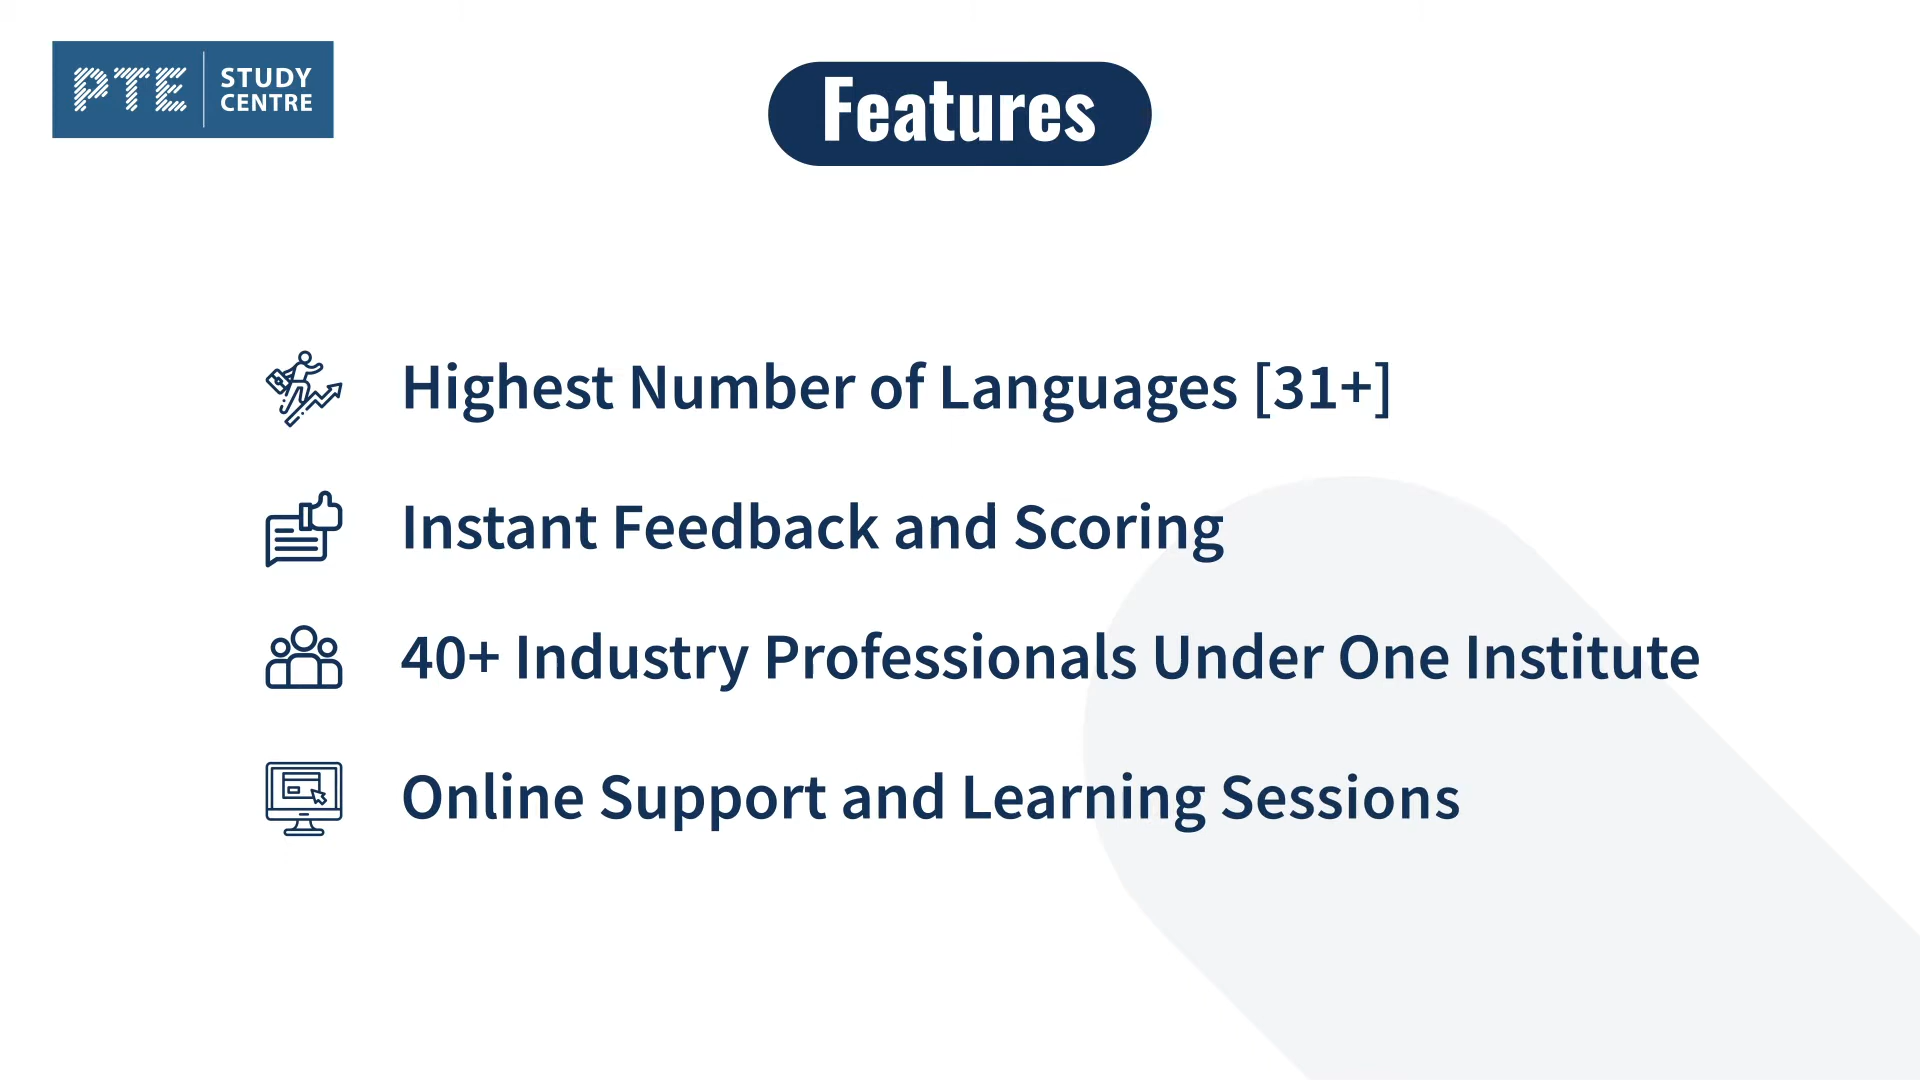 PTE STUDY CENTRE
Features
Highest Number of Languages [31+]
Instant Feedback and Scoring
40+ Industry Professionals Under One Institute
Online Support and Learning Sessions